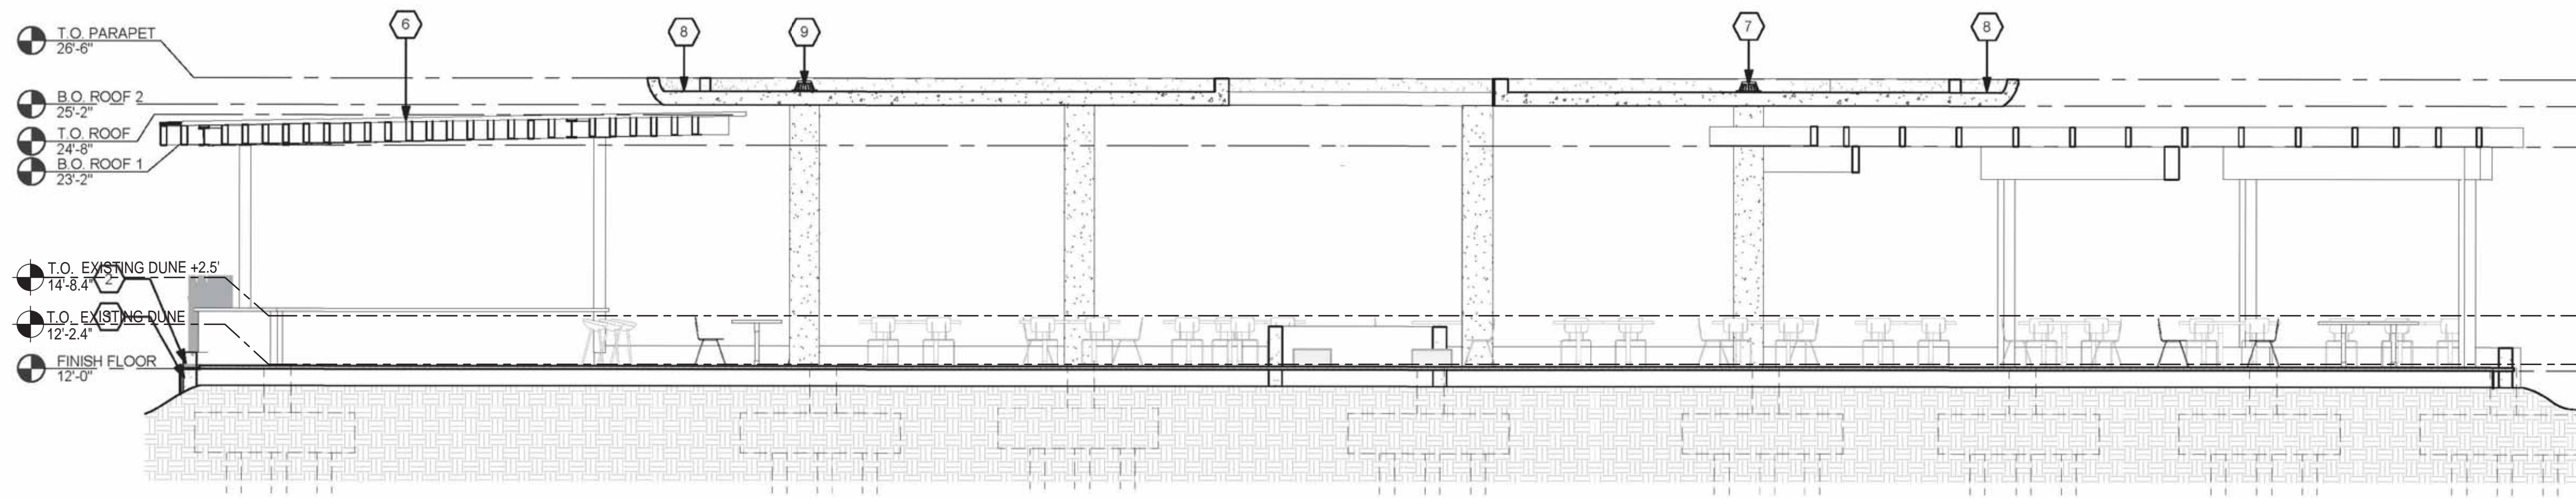 6
8
9
7
8
T.O. PARAPET
26'-6"
B.O. ROOF 2
25'-2"
T.O. ROOF
24'-8"
B.O. ROOF 1
23'-2"
T.O. EXISTING DUNE +2.5'
14'-8.4"
2
T.O. EXISTING DUNE
12'-2.4"
FINISH FLOOR
12'-0"